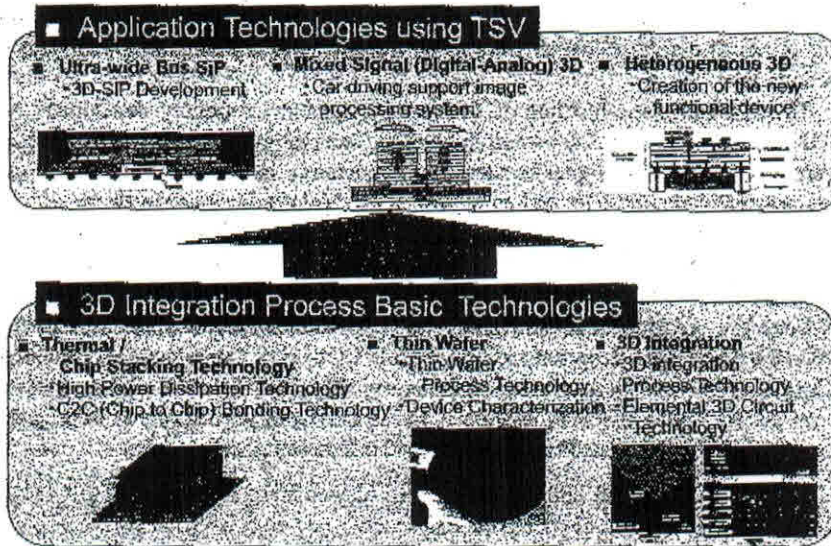 ■ Application Technologies using TSV
■ Ultra-wide Bus SiP
・3D-SIP Development
■ Mixed Signal (Digital-Analog) 3D
・Car driving support image
processing system
■ Heterogeneous 3D
・Creation of the new
functional device
■ 3D Integration Process Basic Technologies
■ Thermal /
Chip Stacking Technology
・High Power Dissipation Technology
・C2C (Chip to Chip) Bonding Technology
■ Thin Wafer
・Thin Wafer
Process Technology
・Device Characterization
■ 3D Integration
・3D integration
Process Technology
・Elemental 3D Circuit
Technology